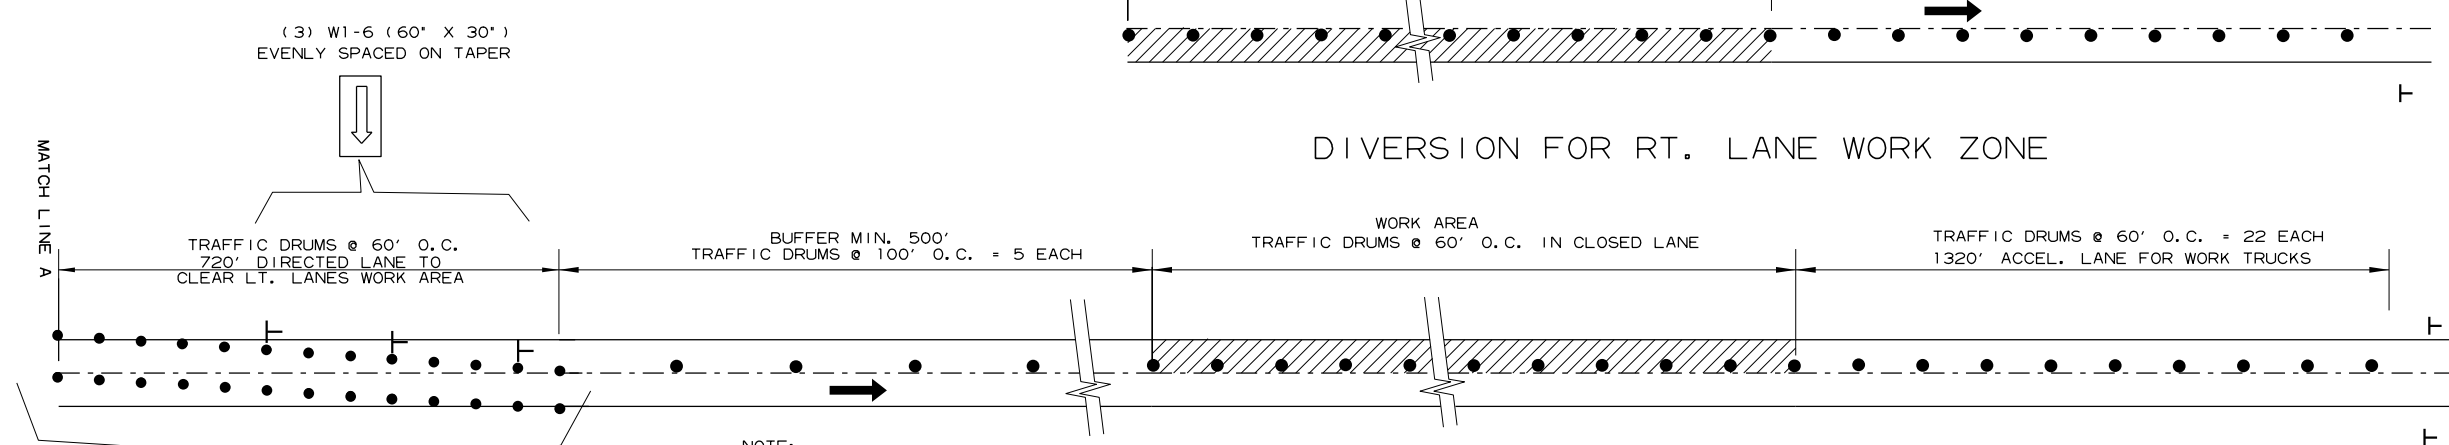 (3) W1-6 (60" X 30")
EVENLY SPACED ON TAPER
DIVERSION FOR RT. LANE WORK ZONE
MATCH LINE A
TRAFFIC DRUMS @ 60' O.C.
720' DIRECTED LANE TO
CLEAR LT. LANES WORK AREA
BUFFER MIN. 500'
TRAFFIC DRUMS @ 100' O.C. = 5 EACH
WORK AREA
TRAFFIC DRUMS @ 60' O.C. IN CLOSED LANE
TRAFFIC DRUMS @ 60' O.C. = 22 EACH
1320' ACCEL. LANE FOR WORK TRUCKS
NOTE: